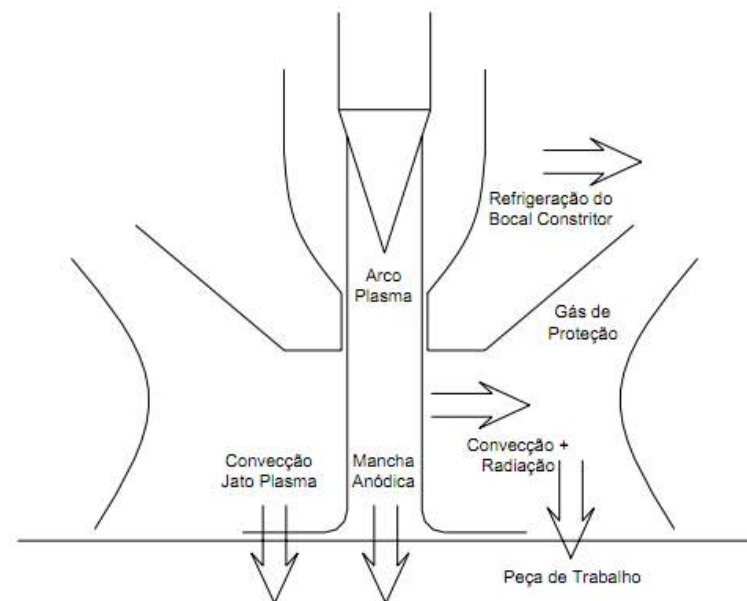 Refrigeração do
Bocal Constritor
Arco
Plasma
Gás de
Proteção
Convecção +
Radiação
Convecção
Jato Plasma
Mancha
Anódica
Peça de Trabalho